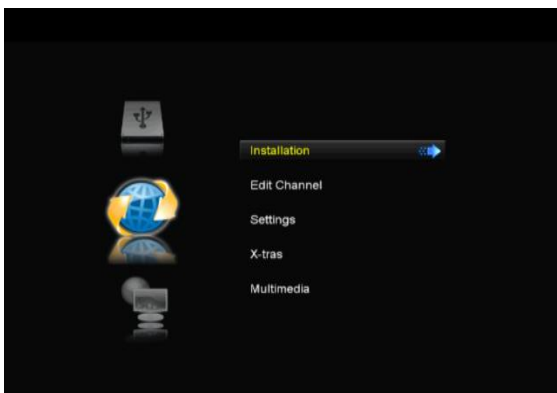 Installation
Edit Channel
Settings
X-tras
Multimedia